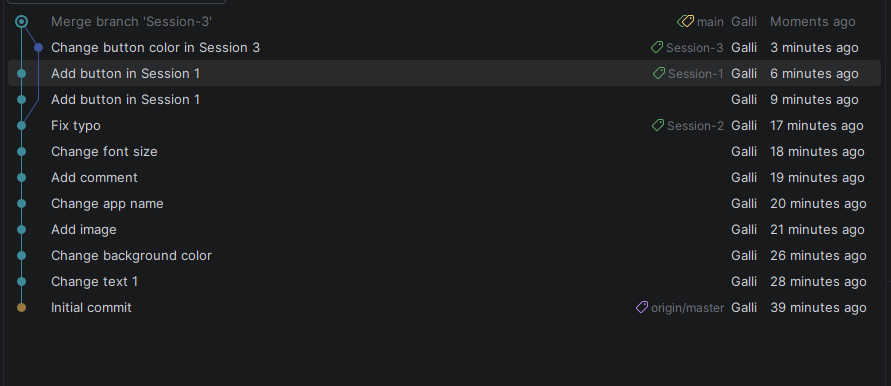 Merge branch 'Session-3' main Galli Moments ago
Change button color in Session 3 Session-3 Galli 3 minutes ago
Add button in Session 1 Session-1 Galli 6 minutes ago
Add button in Session 1 Galli 9 minutes ago
Fix typo Session-2 Galli 17 minutes ago
Change font size Galli 18 minutes ago
Add comment Galli 19 minutes ago
Change app name Galli 20 minutes ago
Add image Galli 21 minutes ago
Change background color Galli 26 minutes ago
Change text 1 Galli 28 minutes ago
Initial commit origin/master Galli 39 minutes ago